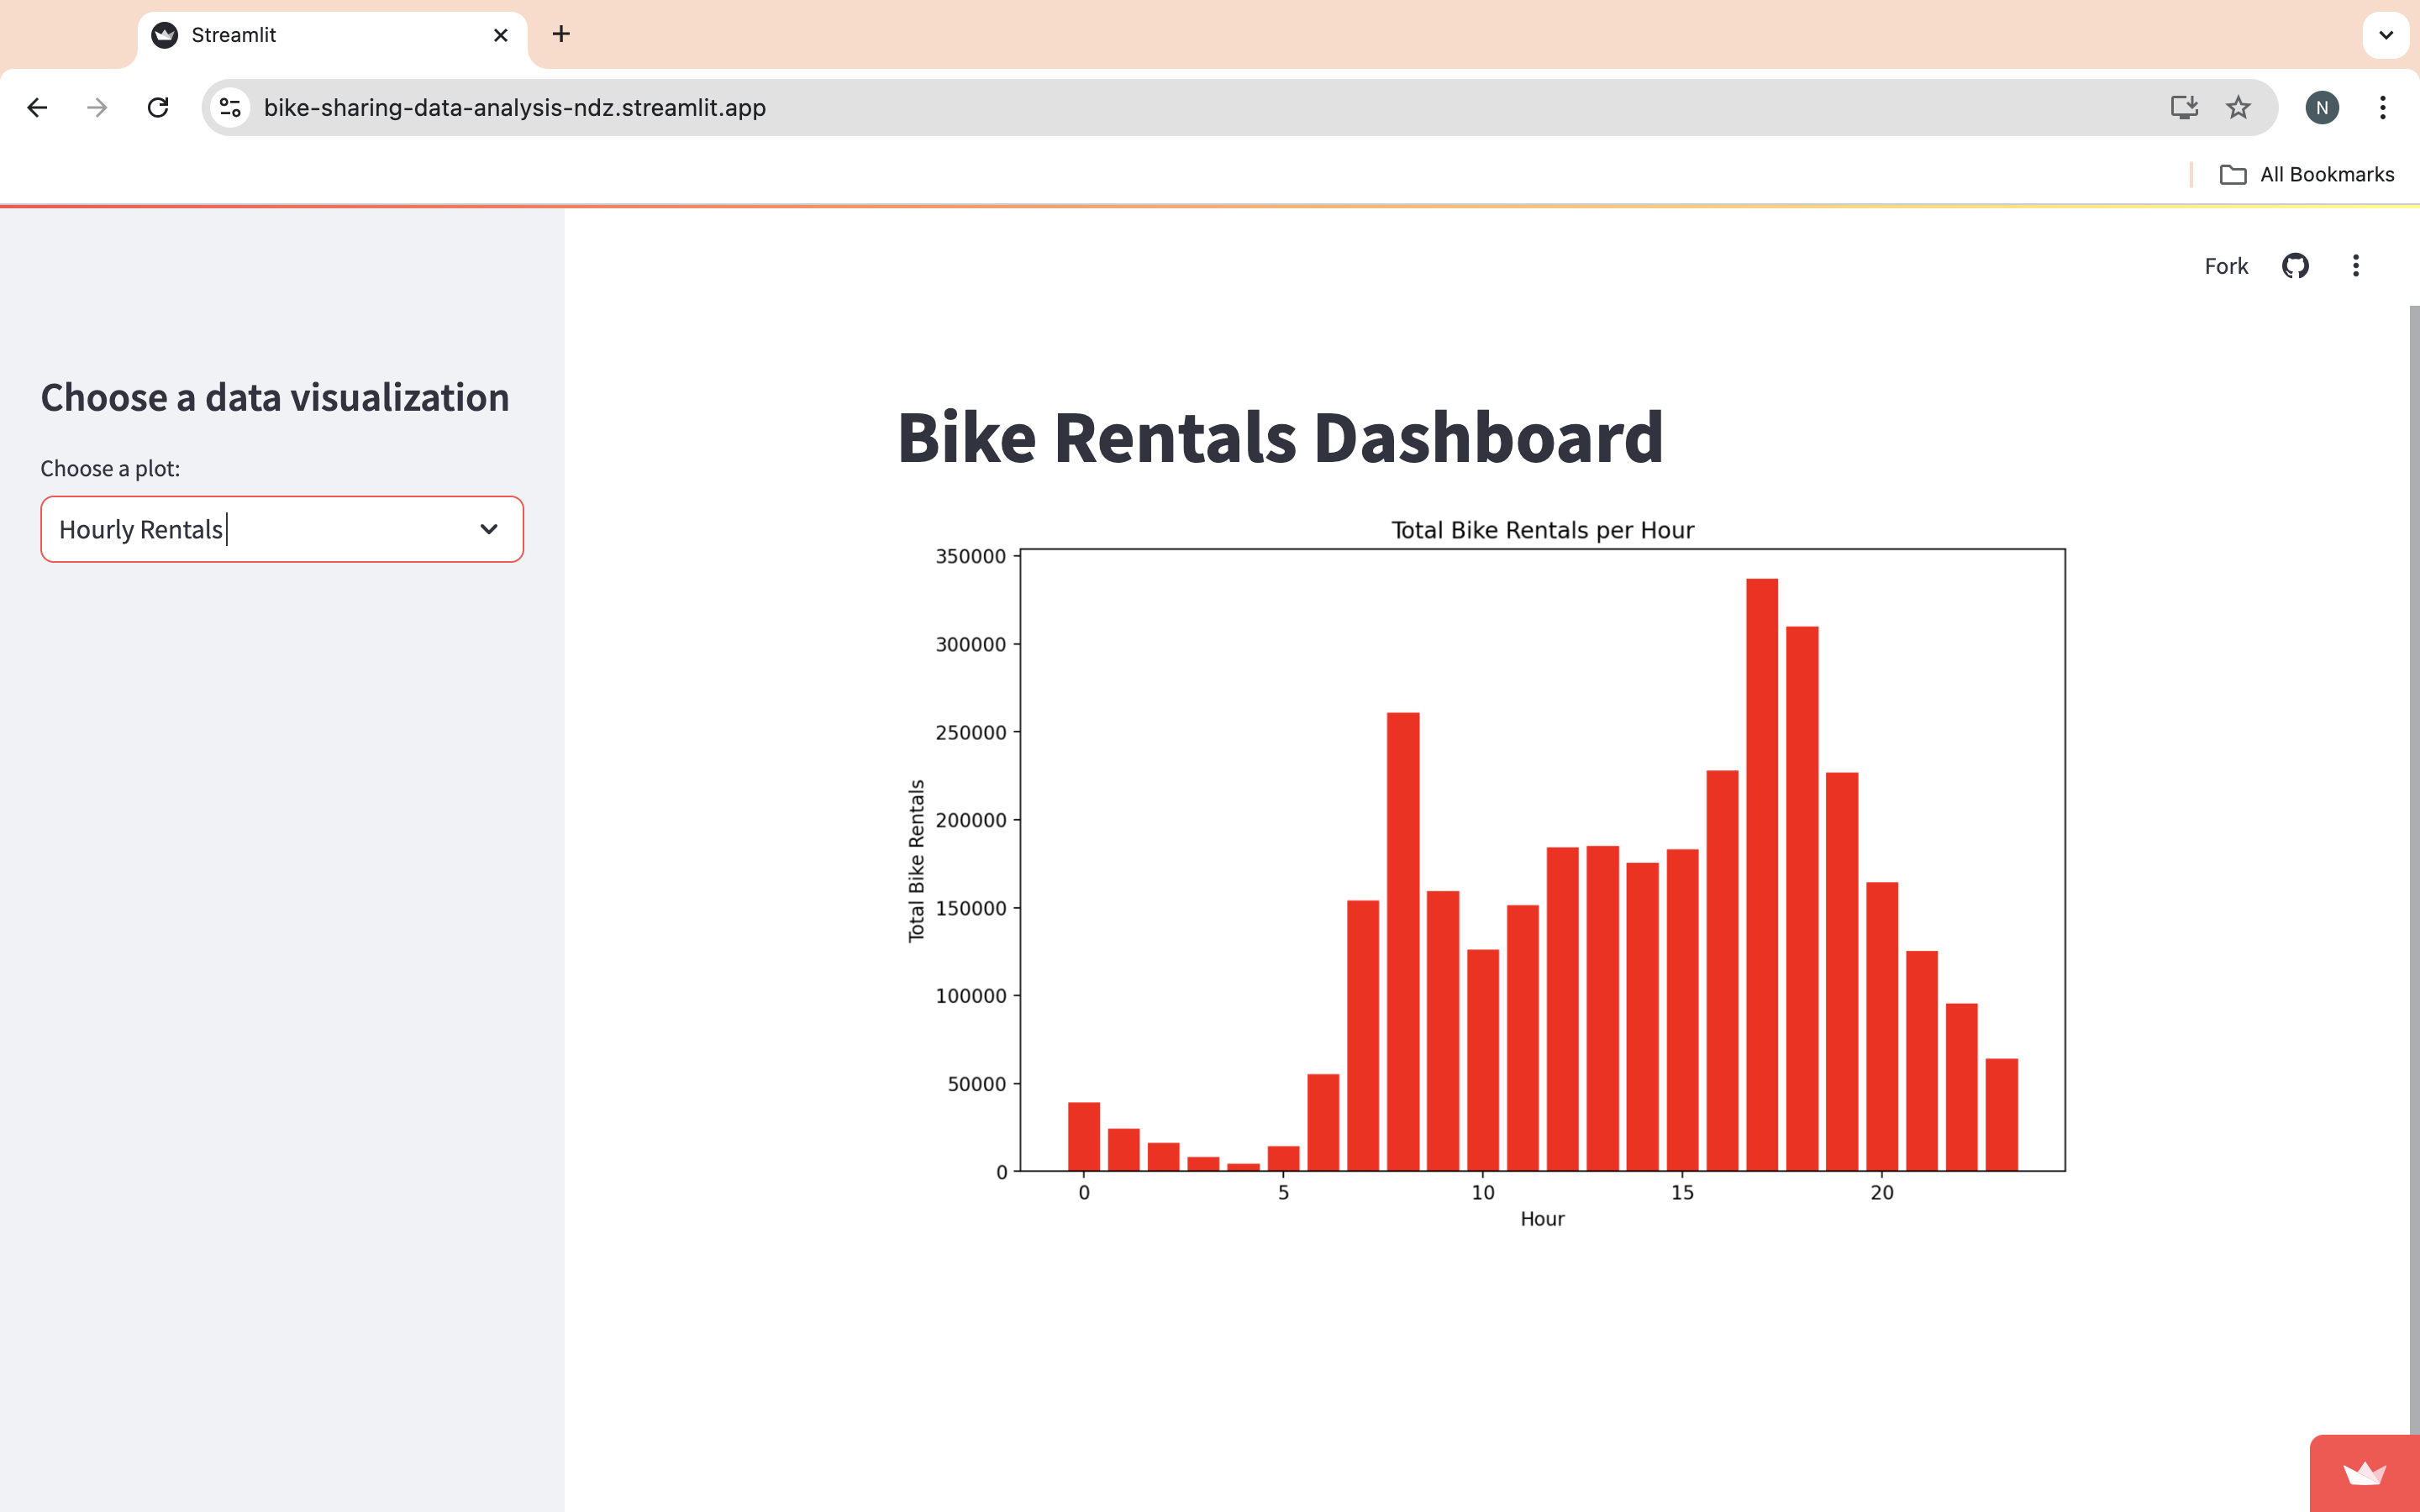 Streamlit
bike-sharing-data-analysis-ndz.streamlit.app
N
All Bookmarks
Fork
Choose a data visualization
Choose a plot:
Hourly Rentals
Bike Rentals Dashboard
Total Bike Rentals per Hour
350000
300000
250000
200000
150000
100000
50000
0
Total Bike Rentals
0 5 10 15 20
Hour